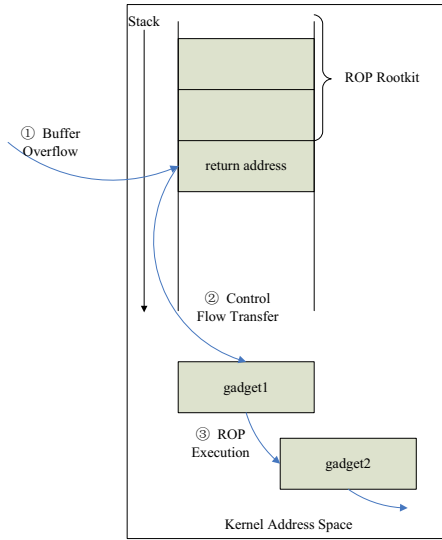 Stack
ROP Rootkit
① Buffer
Overflow
return address
② Control
Flow Transfer
gadget1
③ ROP
Execution
gadget2
Kernel Address Space